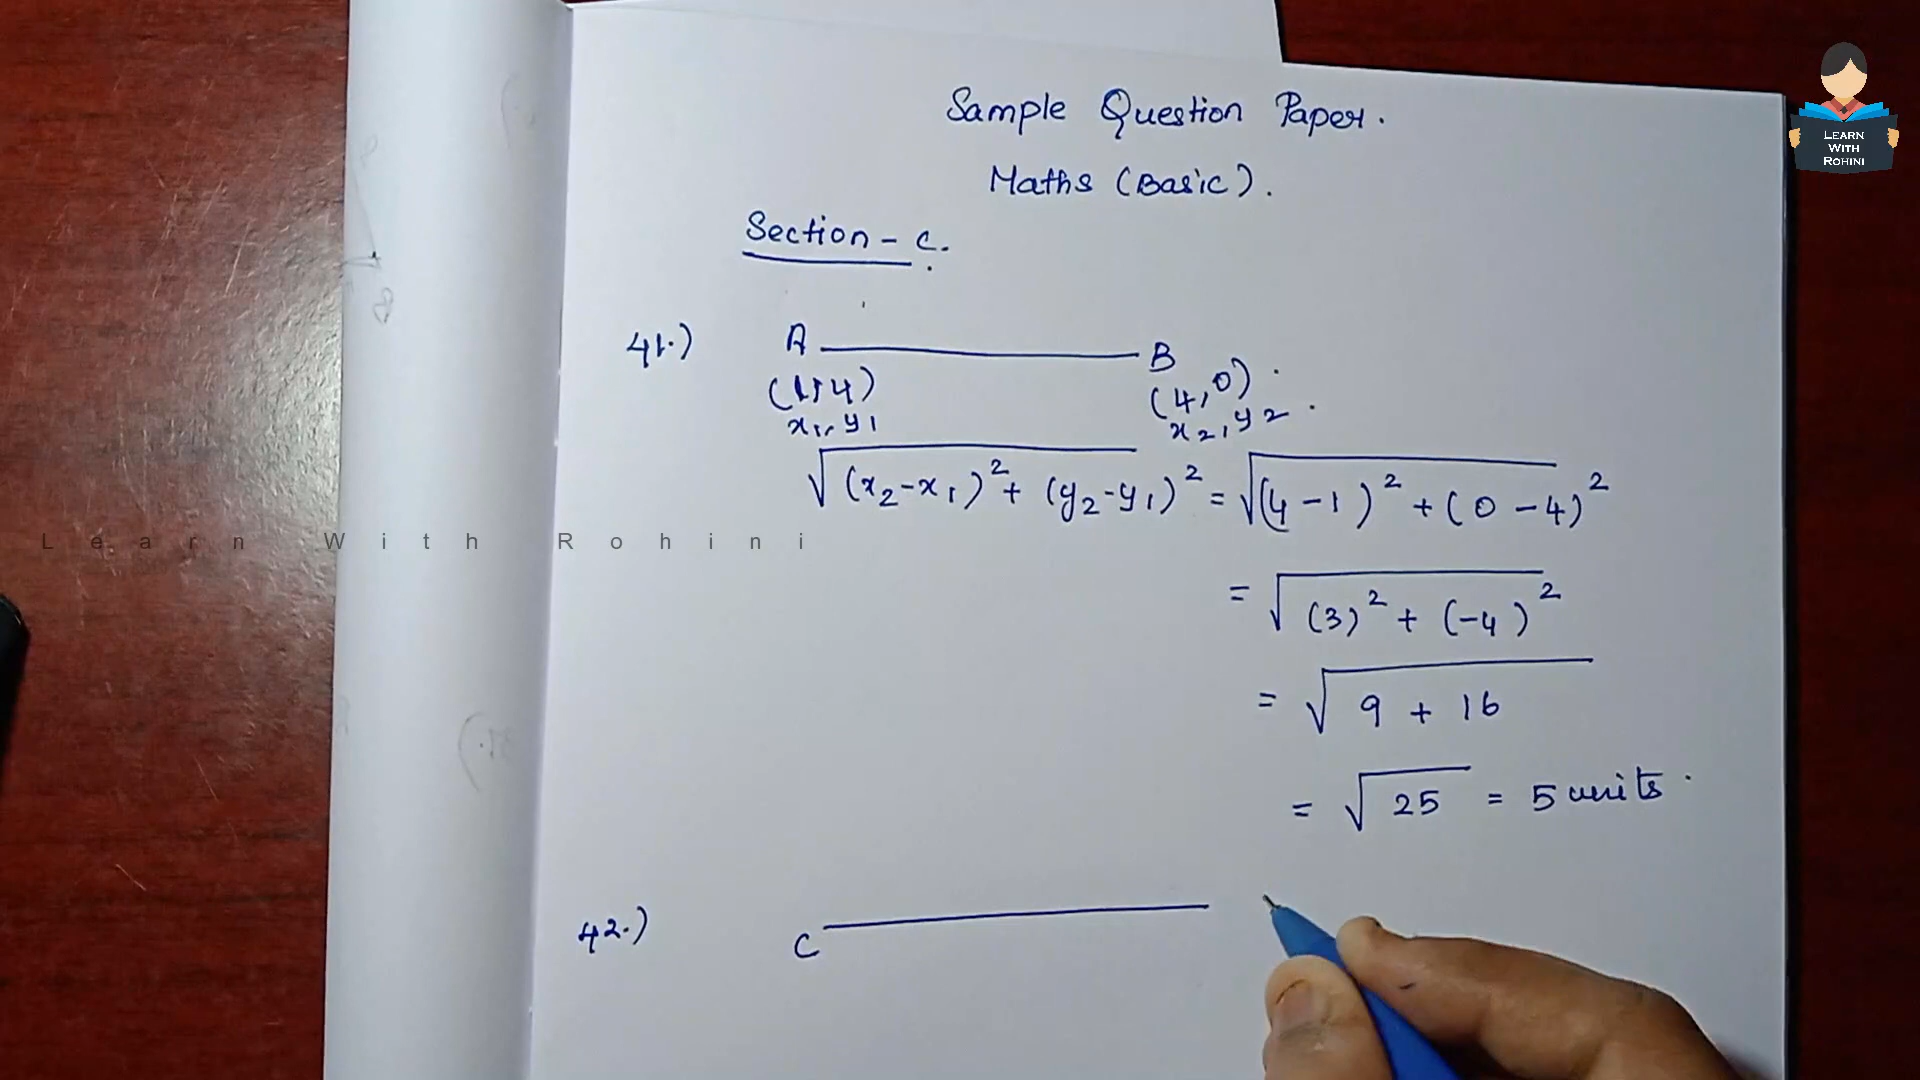 Sample Question Paper.
Maths (Basic).
LEARN
WITH
ROHINI
Section - C.
41.) A B
(1,4) (4,0)
x₁, y₁ x₂, y₂
√(x₂-x₁)² + (y₂-y₁)² = √(4-1)² + (0-4)²
Learn With Rohini
= √(3)² + (-4)²
= √9 + 16
= √25 = 5 units.
42.) C